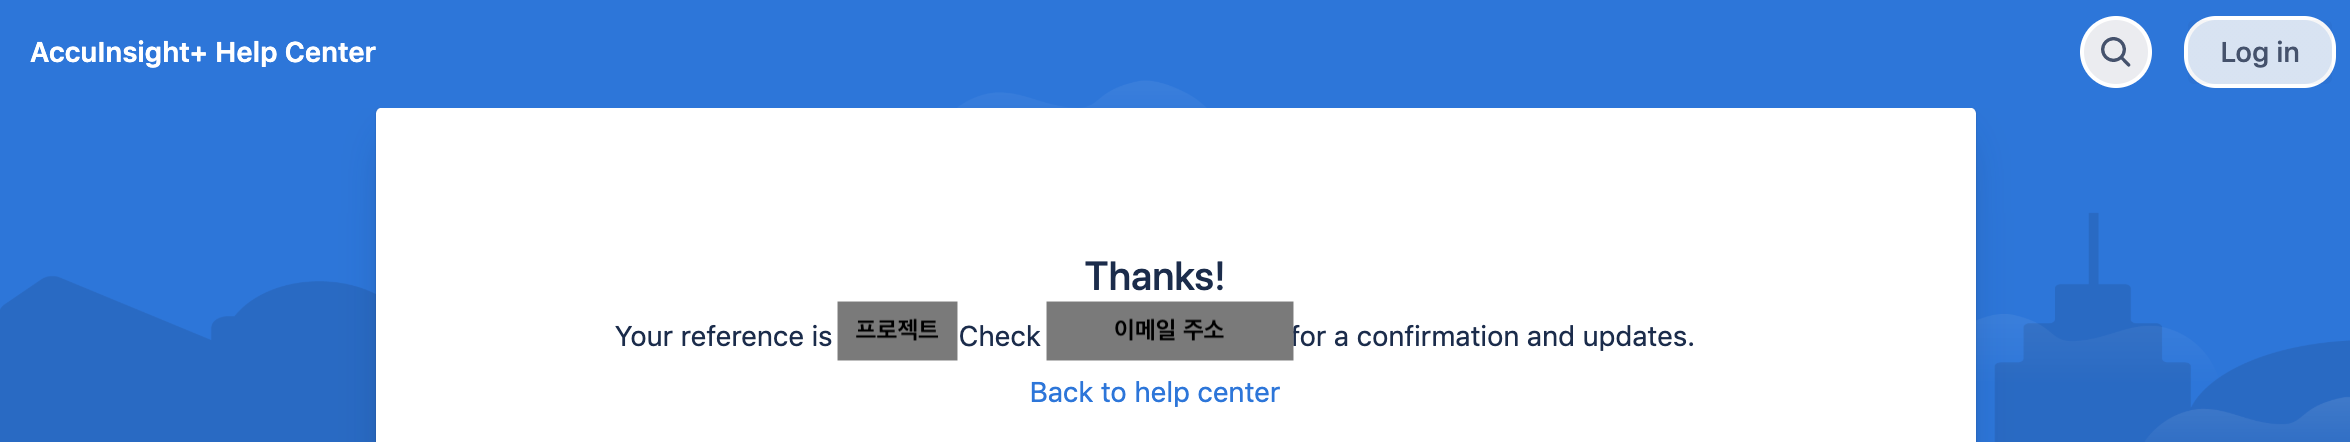 AccuInsight+ Help Center
Log in
Thanks!
Your reference is 프로젝트 Check 이메일 주소 for a confirmation and updates.
Back to help center